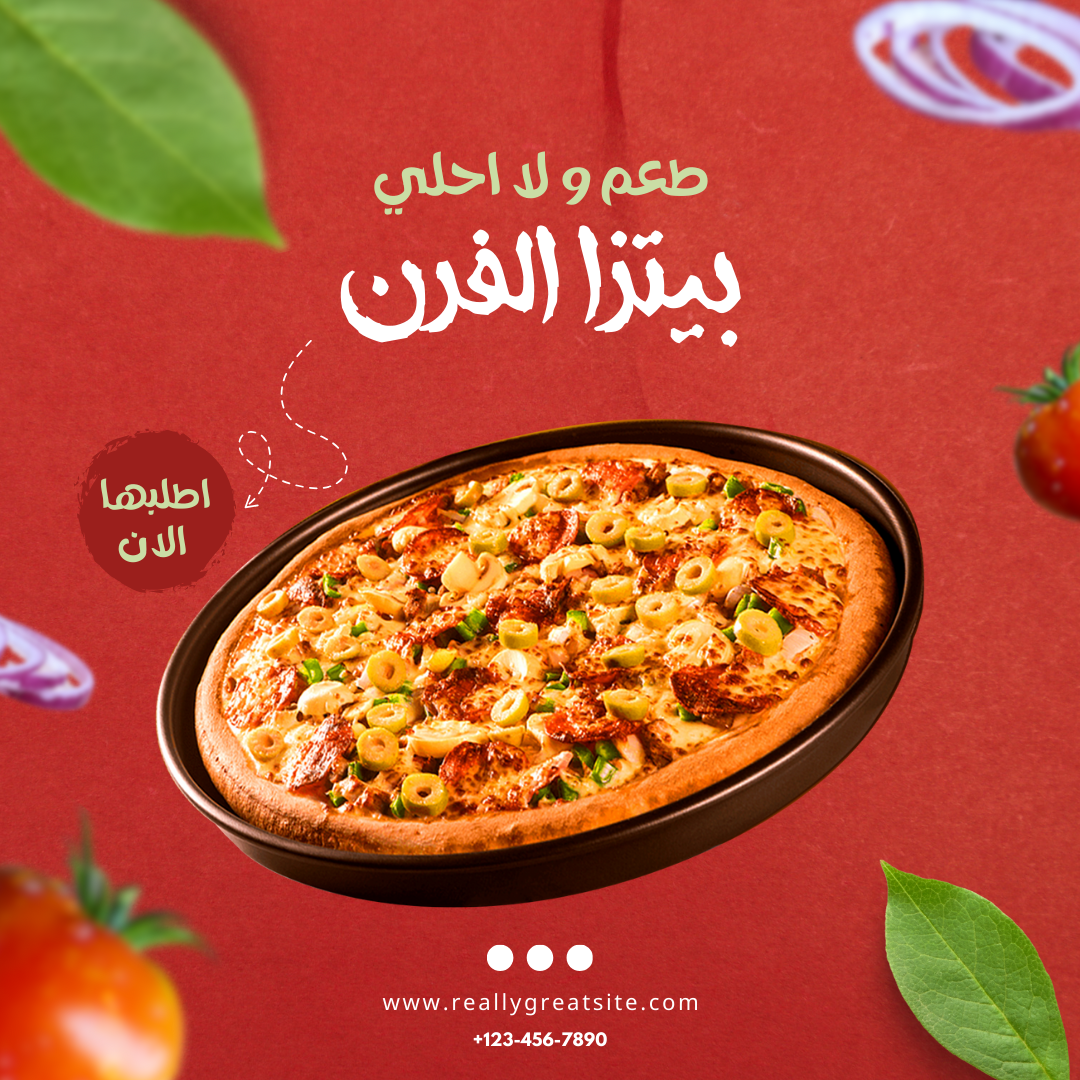 طعم و لا احلي
بيتزا الفرن
اطلبها
الان
www.reallygreatsite.com
+123-456-7890